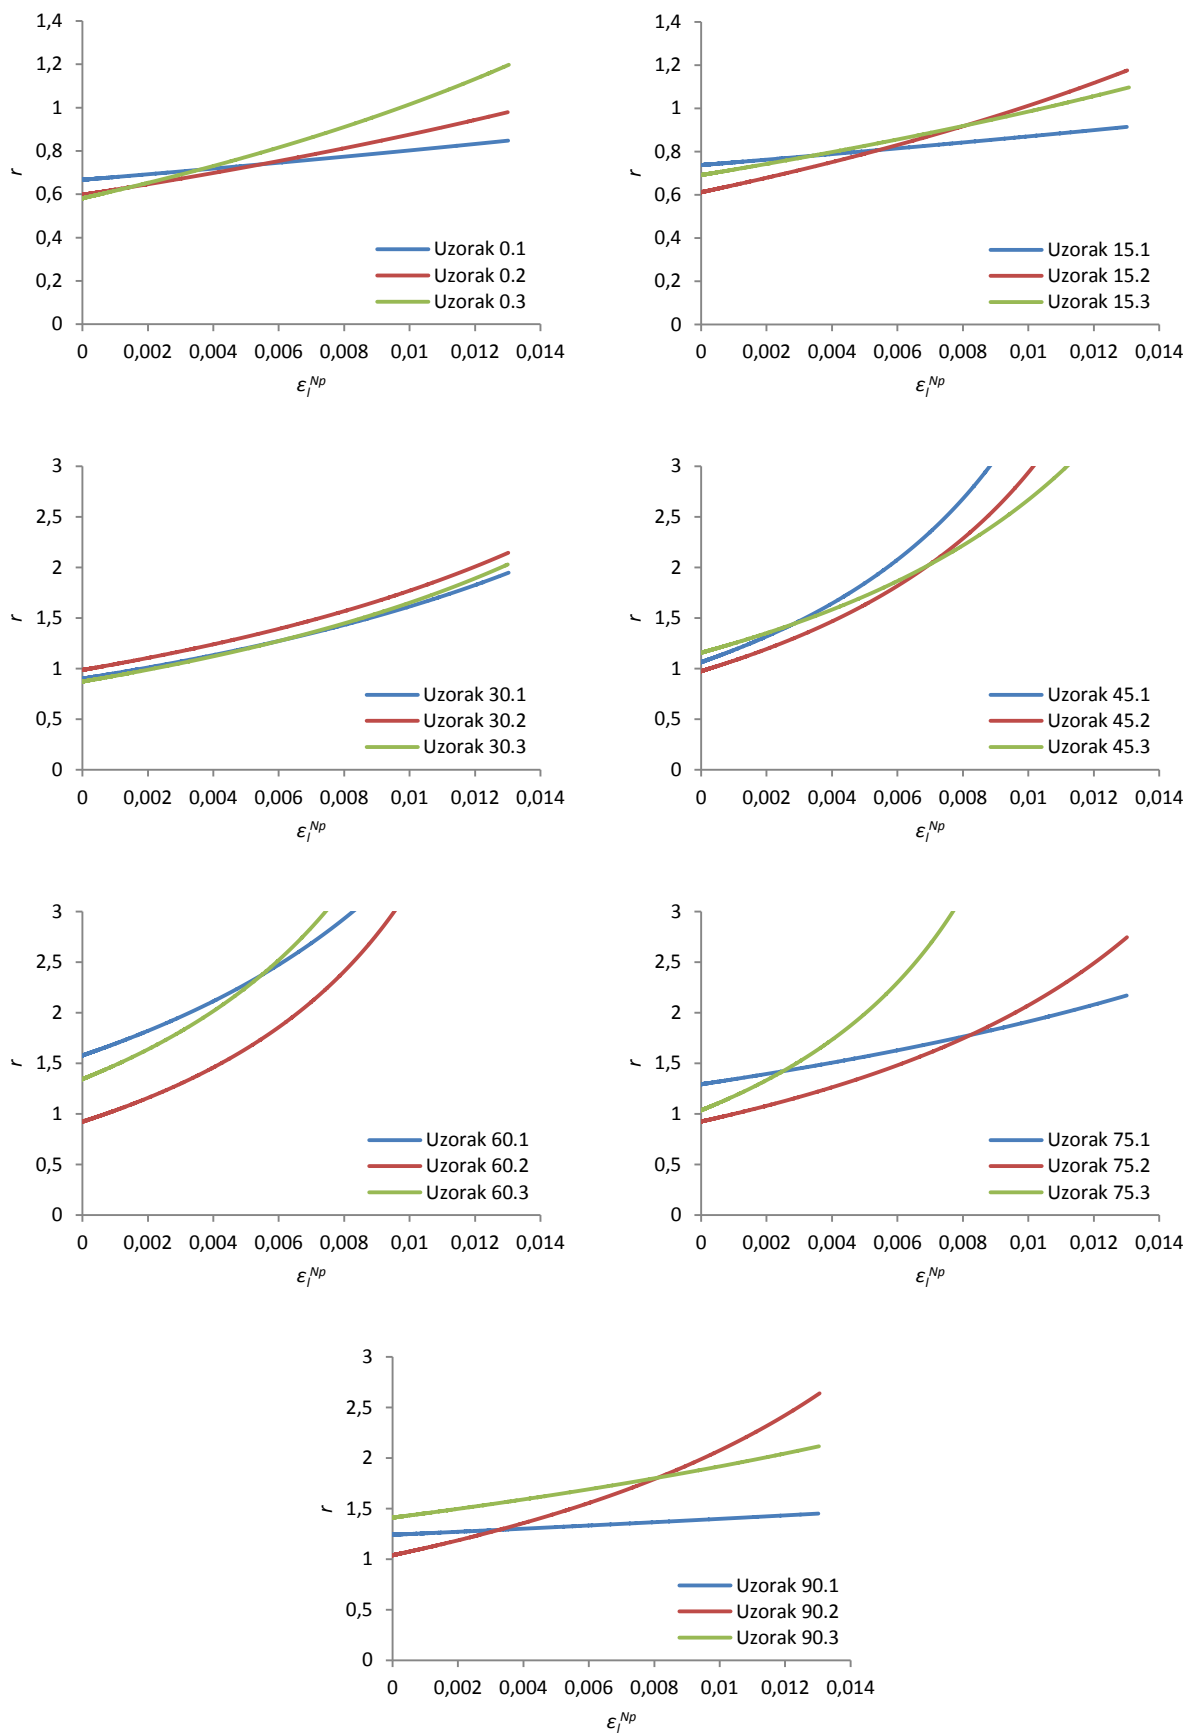 1,4
1,2
1
0,8
0,6
0,4
0,2
0
r
0 0,002 0,004 0,006 0,008 0,01 0,012 0,014
εl^Np
Uzorak 0.1
Uzorak 0.2
Uzorak 0.3
1,4
1,2
1
0,8
0,6
0,4
0,2
0
r
0 0,002 0,004 0,006 0,008 0,01 0,012 0,014
εl^Np
Uzorak 15.1
Uzorak 15.2
Uzorak 15.3
3
2,5
2
1,5
1
0,5
0
r
0 0,002 0,004 0,006 0,008 0,01 0,012 0,014
εl^Np
Uzorak 30.1
Uzorak 30.2
Uzorak 30.3
3
2,5
2
1,5
1
0,5
0
r
0 0,002 0,004 0,006 0,008 0,01 0,012 0,014
εl^Np
Uzorak 45.1
Uzorak 45.2
Uzorak 45.3
3
2,5
2
1,5
1
0,5
0
r
0 0,002 0,004 0,006 0,008 0,01 0,012 0,014
εl^Np
Uzorak 60.1
Uzorak 60.2
Uzorak 60.3
3
2,5
2
1,5
1
0,5
0
r
0 0,002 0,004 0,006 0,008 0,01 0,012 0,014
εl^Np
Uzorak 75.1
Uzorak 75.2
Uzorak 75.3
3
2,5
2
1,5
1
0,5
0
r
0 0,002 0,004 0,006 0,008 0,01 0,012 0,014
εl^Np
Uzorak 90.1
Uzorak 90.2
Uzorak 90.3